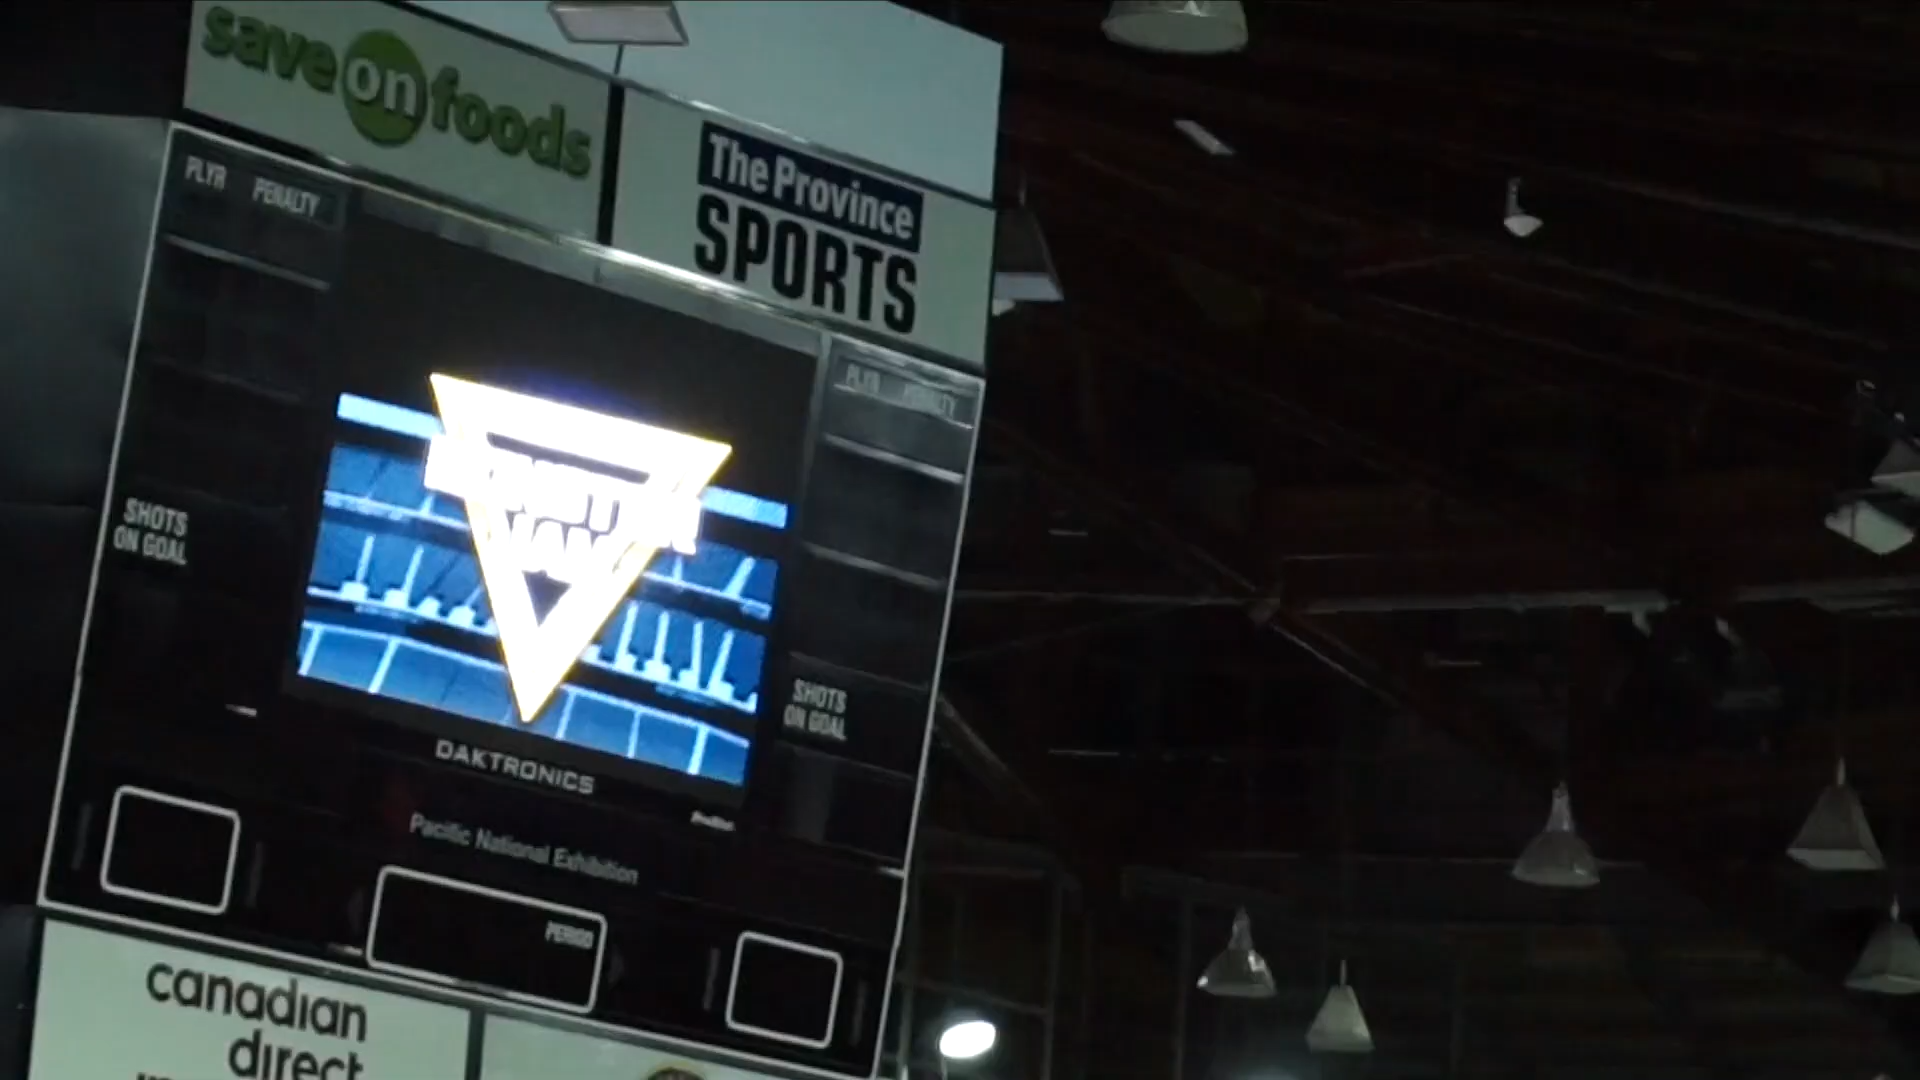 save on foods
The Province
SPORTS
PLYR PENALTY
PLYR PENALTY
SHOTS
ON GOAL
SHOTS
ON GOAL
DAKTRONICS
Pacific National Exhibition
PERIOD
canadian
direct